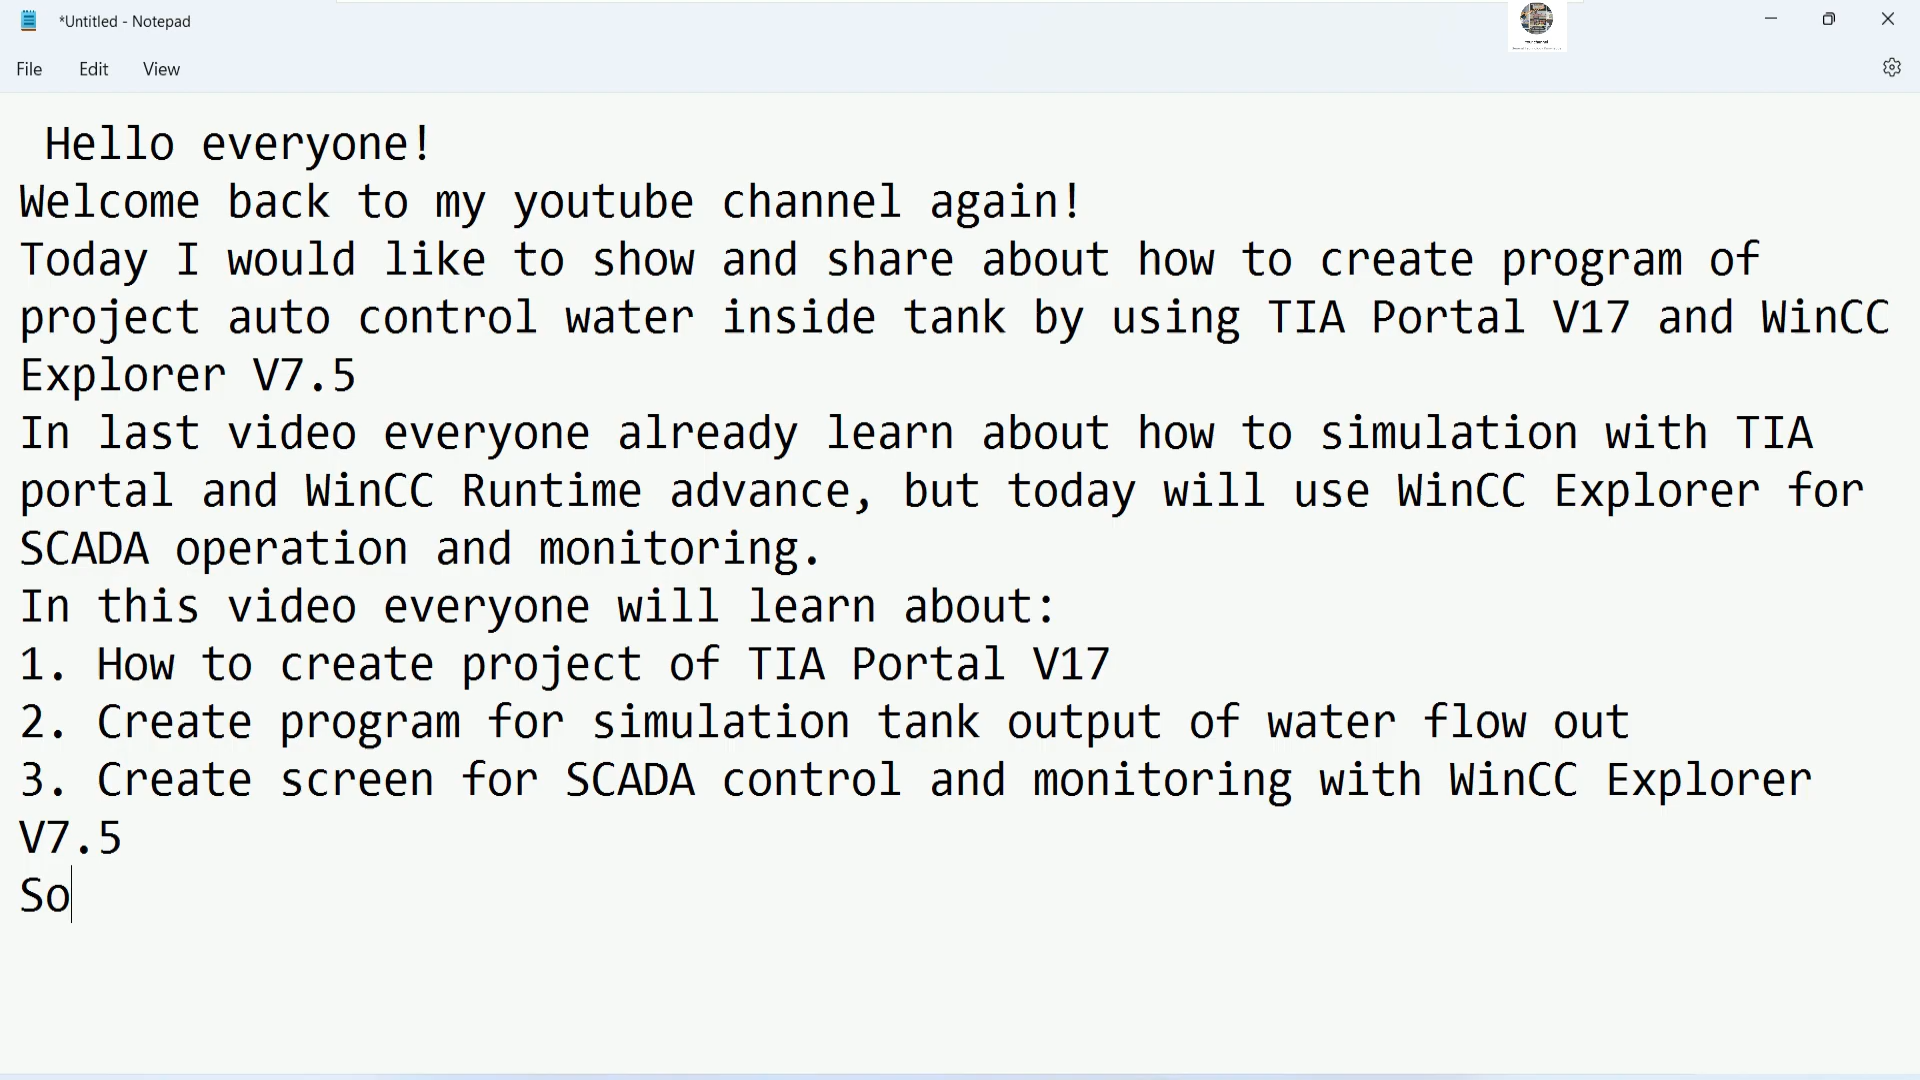 *Untitled - Notepad
File Edit View
Hello everyone!
Welcome back to my youtube channel again!
Today I would like to show and share about how to create program of
project auto control water inside tank by using TIA Portal V17 and WinCC
Explorer V7.5
In last video everyone already learn about how to simulation with TIA
portal and WinCC Runtime advance, but today will use WinCC Explorer for
SCADA operation and monitoring.
In this video everyone will learn about:
1. How to create project of TIA Portal V17
2. Create program for simulation tank output of water flow out
3. Create screen for SCADA control and monitoring with WinCC Explorer
V7.5
So